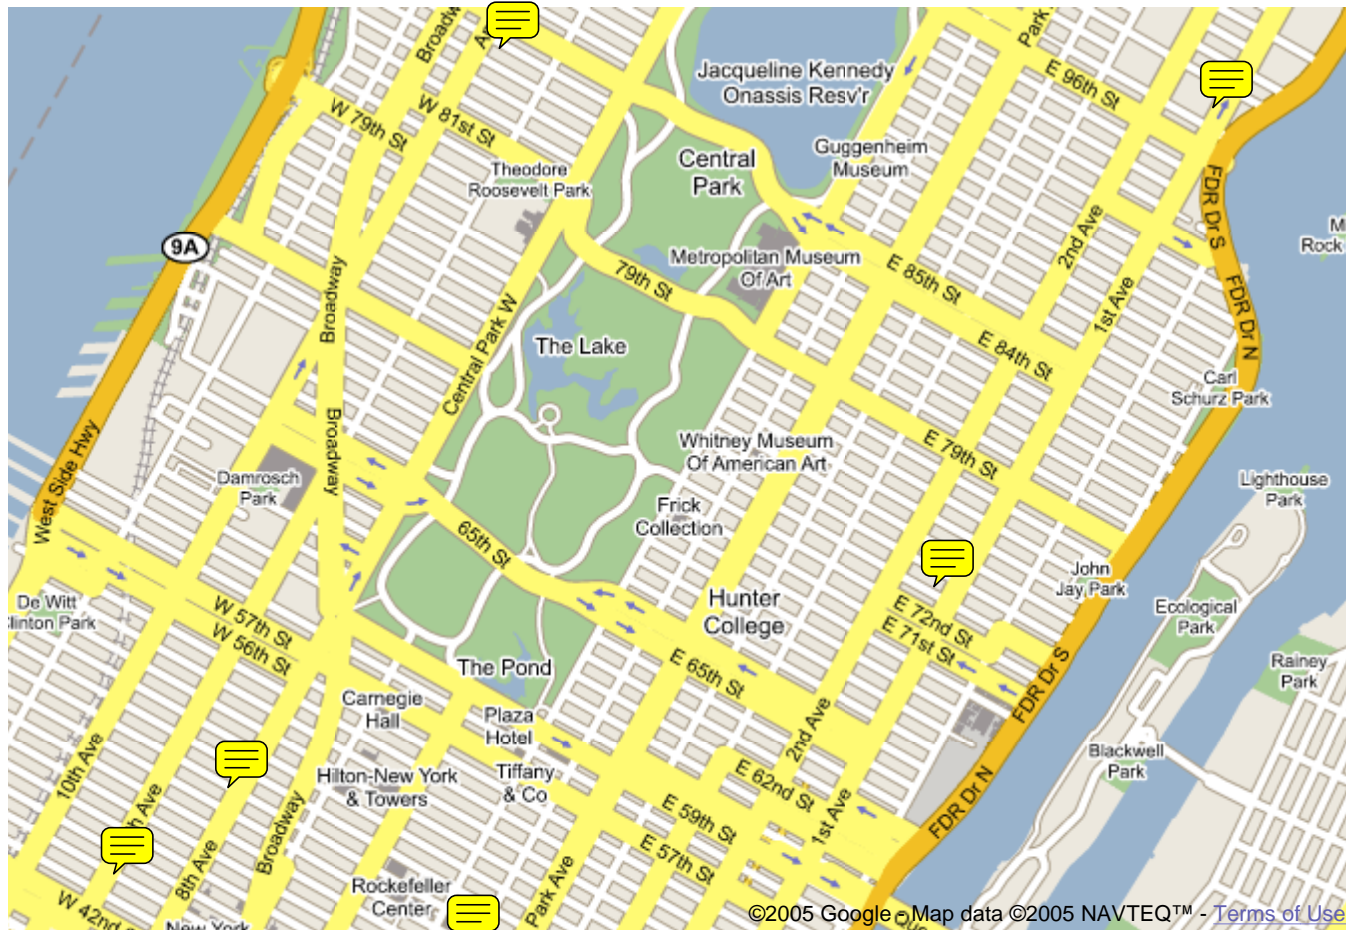 Broadway
Park
Jacqueline Kennedy
Onassis Resv'r
E 96th St
W 79th St
W 81st St
Guggenheim
Museum
Central
Park
Theodore
Roosevelt Park
FDR Dr S
9A
2nd Ave
Rock
Metropolitan Museum
Of Art
79th St
E 85th St
FDR Dr N
Broadway
1st Ave
The Lake
E 84th St
Central Park W
Carl
Schurz Park
Broadway
Whitney Museum
Of American Art
E 79th St
West Side Hwy
Damrosch
Park
Lighthouse
Park
Frick
Collection
65th St
John
Jay Park
De Witt
Clinton Park
W 57th St
W 56th St
Hunter
College
E 72nd St
E 71st St
Ecological
Park
The Pond
E 65th St
FDR Dr S
Rainey
Park
Carnegie
Hall
Plaza
Hotel
2nd Ave
10th Ave
Hilton-New York
& Towers
Tiffany
& Co
E 62nd St
Blackwell
Park
Ave
Broadway
E 59th St
1st Ave
FDR Dr N
8th Ave
E 57th St
Rockefeller
Center
Park Ave
W 42nd
New York
©2005 Google - Map data ©2005 NAVTEQ™ - Terms of Use